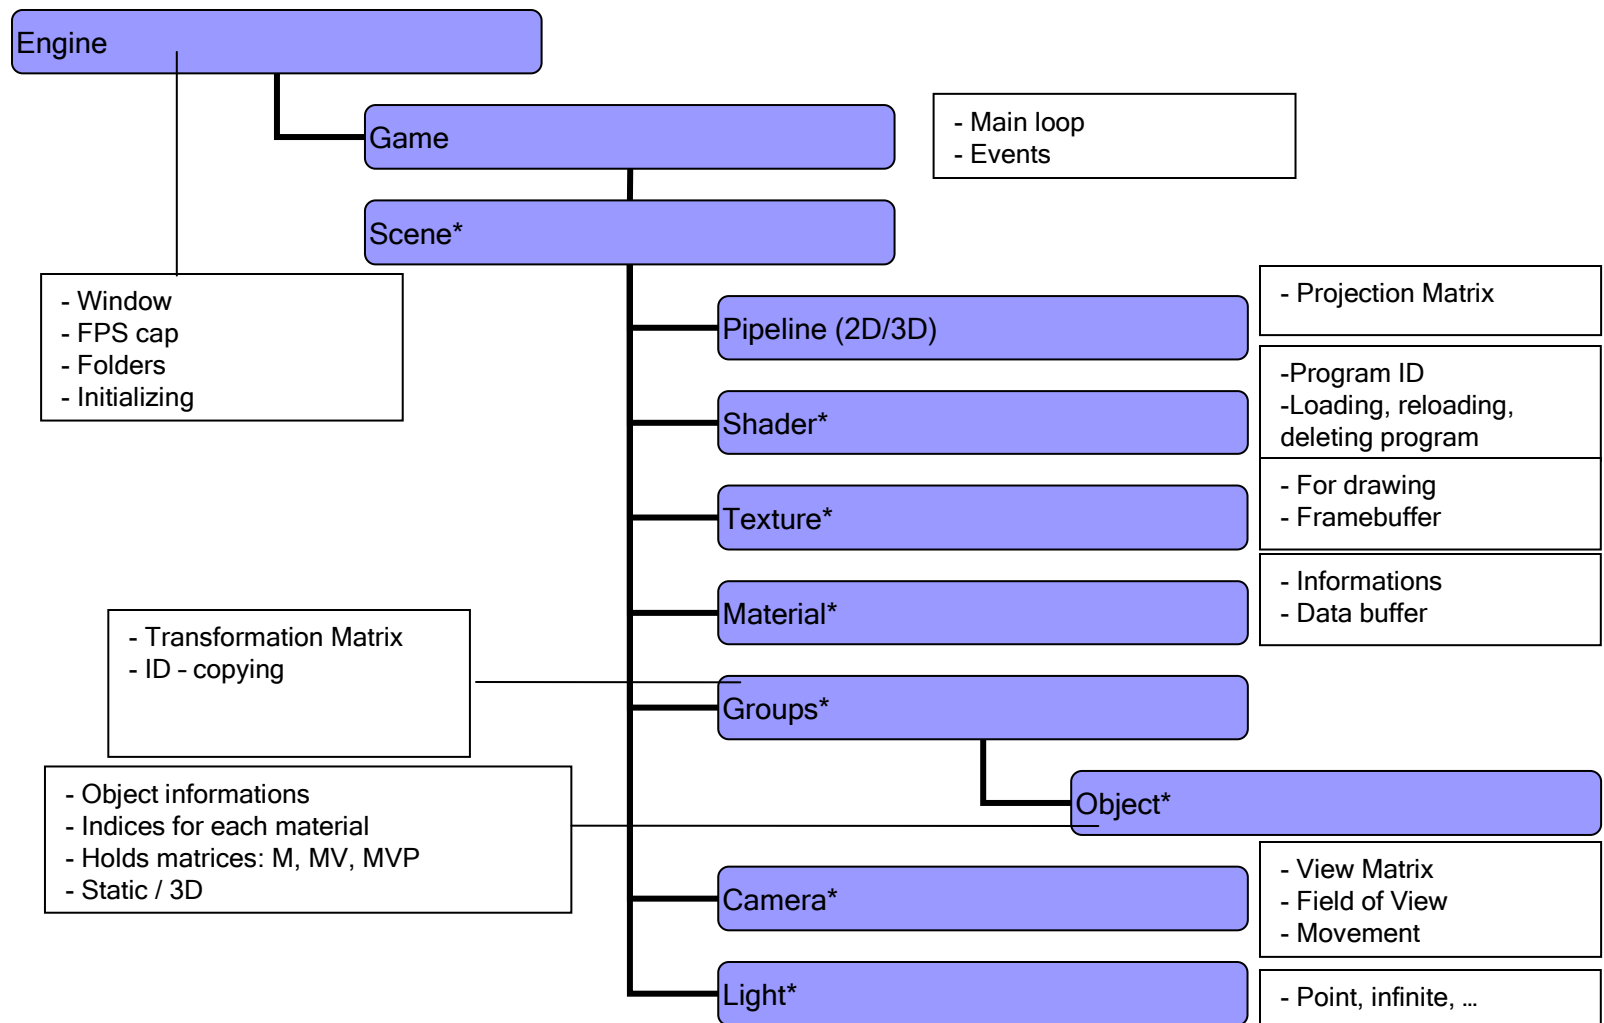 Engine
Game
- Main loop
- Events
Scene*
- Window
- FPS cap
- Folders
- Initializing
Pipeline (2D/3D)
- Projection Matrix
Shader*
-Program ID
-Loading, reloading,
deleting program
Texture*
- For drawing
- Framebuffer
Material*
- Informations
- Data buffer
- Transformation Matrix
- ID - copying
Groups*
- Object informations
- Indices for each material
- Holds matrices: M, MV, MVP
- Static / 3D
Object*
Camera*
- View Matrix
- Field of View
- Movement
Light*
- Point, infinite, ...